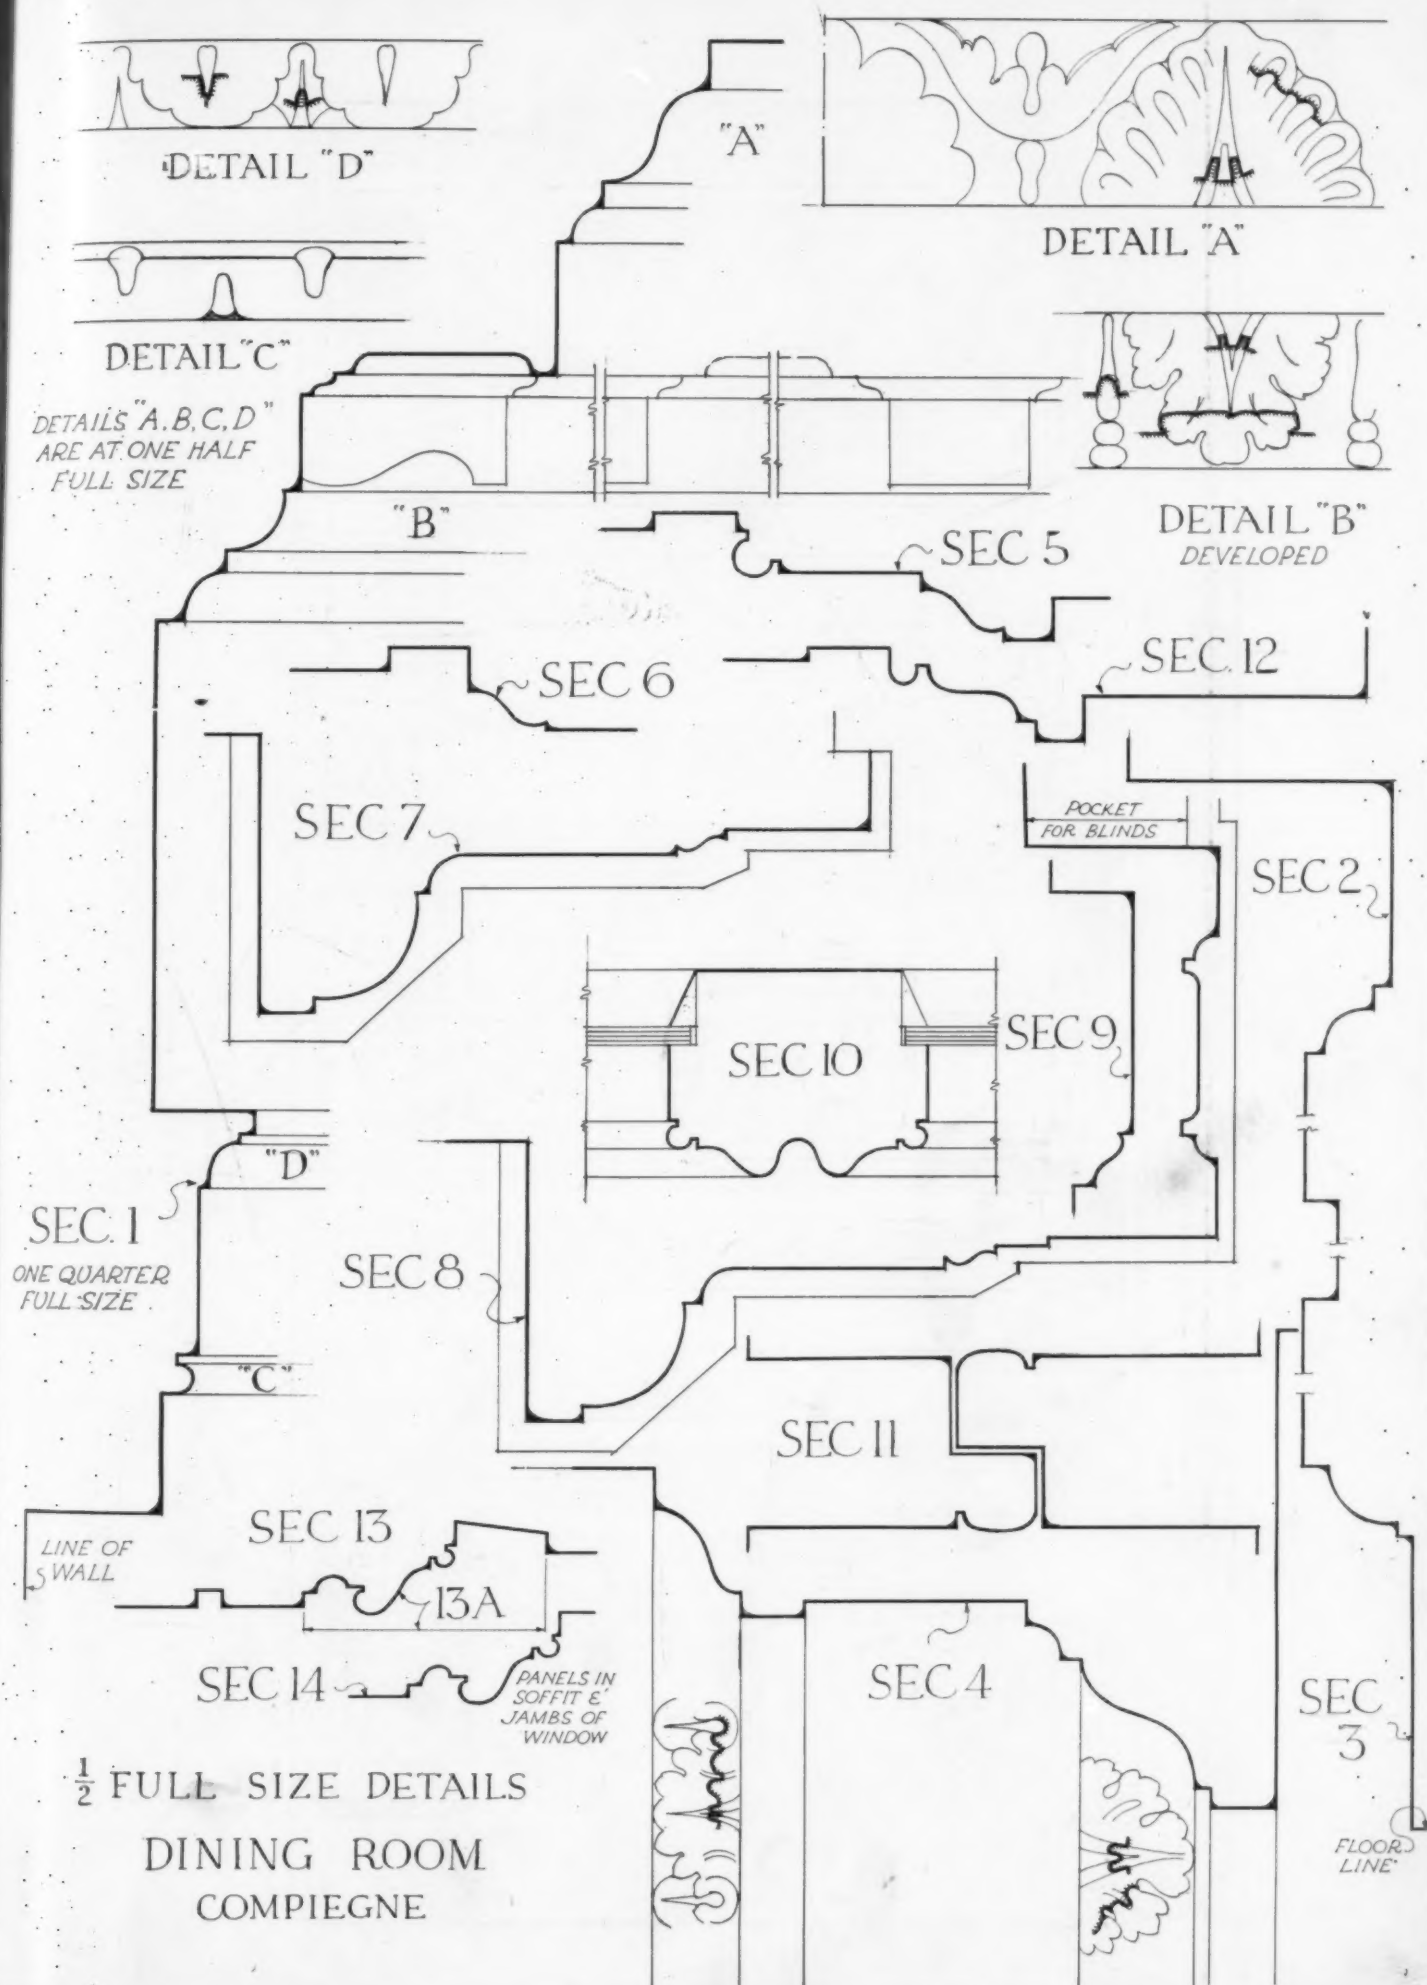 DETAIL "D"
"A"
DETAIL "A"
DETAIL "C"
DETAILS "A.B,C,D"
ARE AT ONE HALF
FULL SIZE
"B"
SEC 5
DETAIL "B"
DEVELOPED
SEC 6
SEC. 12
SEC 7
POCKET
FOR BLINDS
SEC 2
SEC 10
SEC 9
"D"
SEC. 1
ONE QUARTER
FULL SIZE
SEC 8
"C"
SEC 11
SEC 13
LINE OF
WALL
13A
SEC 14
PANELS IN
SOFFIT &
JAMBS OF
WINDOW
SEC 4
SEC
3
FLOOR
LINE
½ FULL SIZE DETAILS
DINING ROOM
COMPIEGNE